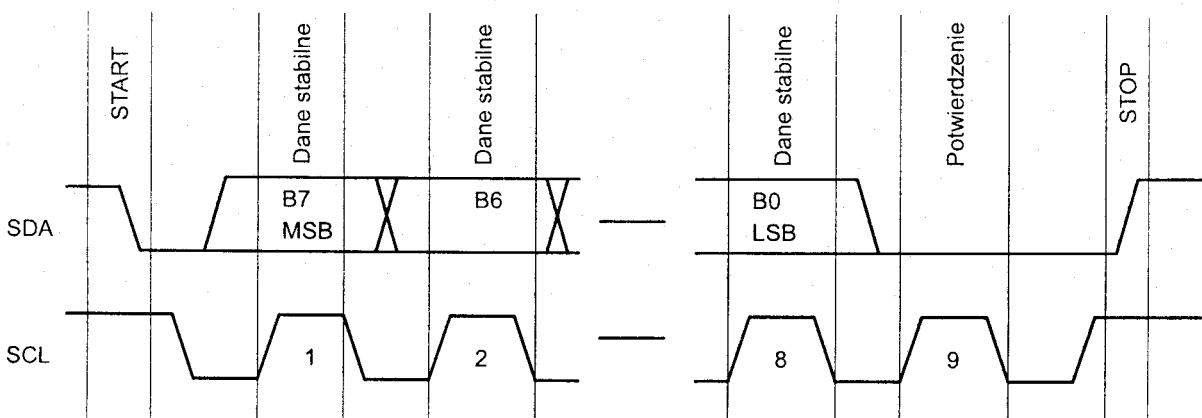 START
Dane stabilne
Dane stabilne
Dane stabilne
Potwierdzenie
STOP
SDA
B7
MSB
B6
B0
LSB
SCL
1
2
8
9